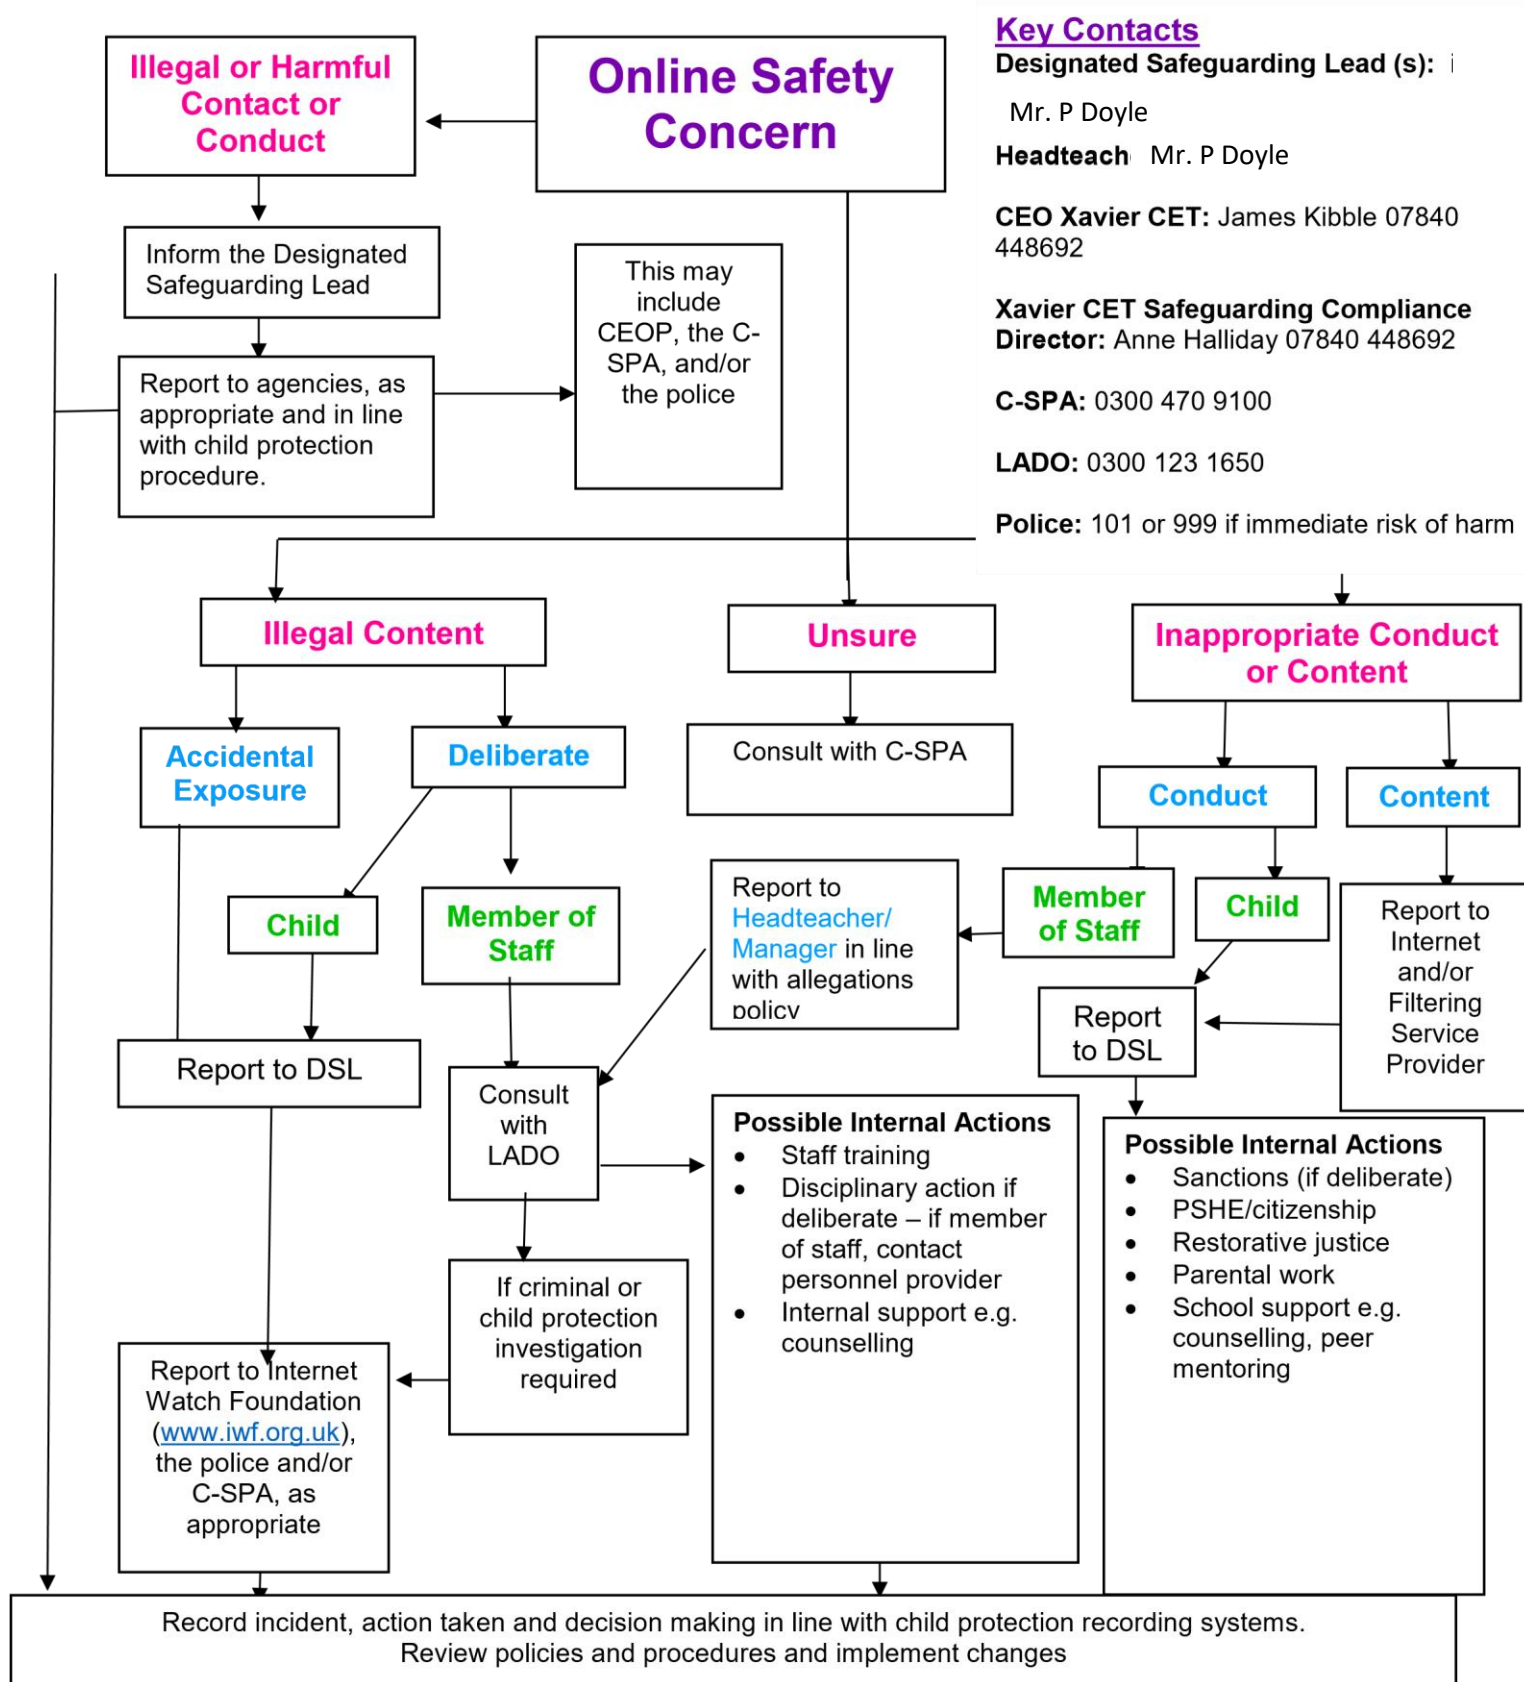 Key Contacts
Designated Safeguarding Lead (s):
Mr. P Doyle
Headteach Mr. P Doyle
CEO Xavier CET: James Kibble 07840
448692
Xavier CET Safeguarding Compliance
Director: Anne Halliday 07840 448692
C-SPA: 0300 470 9100
LADO: 0300 123 1650
Police: 101 or 999 if immediate risk of harm
Online Safety
Concern
Illegal or Harmful
Contact or
Conduct
Inform the Designated
Safeguarding Lead
Report to agencies, as
appropriate and in line
with child protection
procedure.
This may
include
CEOP, the C-
SPA, and/or
the police
Illegal Content
Unsure
Inappropriate Conduct
or Content
Accidental
Exposure
Deliberate
Consult with C-SPA
Conduct
Content
Child
Member of
Staff
Report to
Headteacher/
Manager in line
with allegations
policy
Member
of Staff
Child
Report to
Internet
and/or
Filtering
Service
Provider
Report to DSL
Consult
with
LADO
Report
to DSL
Possible Internal Actions
• Staff training
• Disciplinary action if
deliberate – if member
of staff, contact
personnel provider
• Internal support e.g.
counselling
Possible Internal Actions
• Sanctions (if deliberate)
• PSHE/citizenship
• Restorative justice
• Parental work
• School support e.g.
counselling, peer
mentoring
If criminal or
child protection
investigation
required
Report to Internet
Watch Foundation
(www.iwf.org.uk),
the police and/or
C-SPA, as
appropriate
Record incident, action taken and decision making in line with child protection recording systems.
Review policies and procedures and implement changes